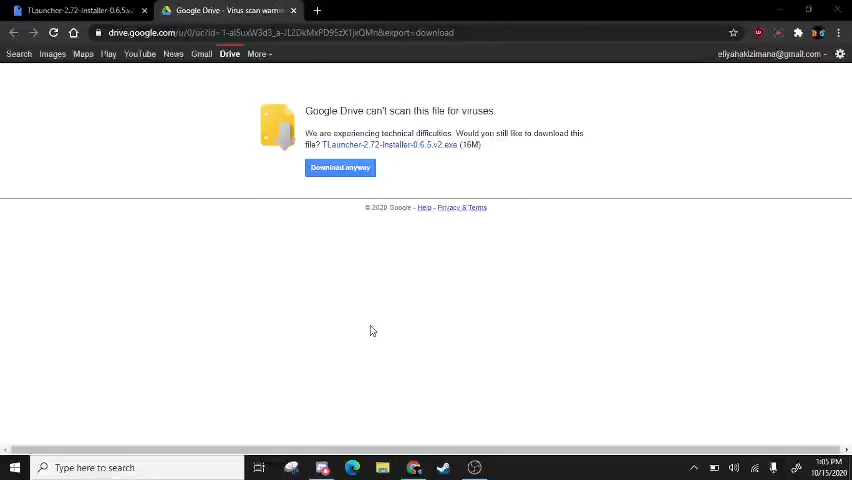 TLauncher-2.72-Installer-0.6.5.v2.
Google Drive - Virus scan warnin
drive.google.com/u/0/uc?id=1-al5uxW3d3_a-JL2DkMxPD95zX1jxQMn&export=download
Search Images Maps Play YouTube News Gmail Drive More
eliyahakizimana@gmail.com
Google Drive can't scan this file for viruses.
We are experiencing technical difficulties. Would you still like to download this
file? TLauncher-2.72-Installer-0.6.5.v2.exe (16M)
Download anyway
© 2020 Google - Help - Privacy & Terms
Type here to search
1:05 PM
10/15/2020